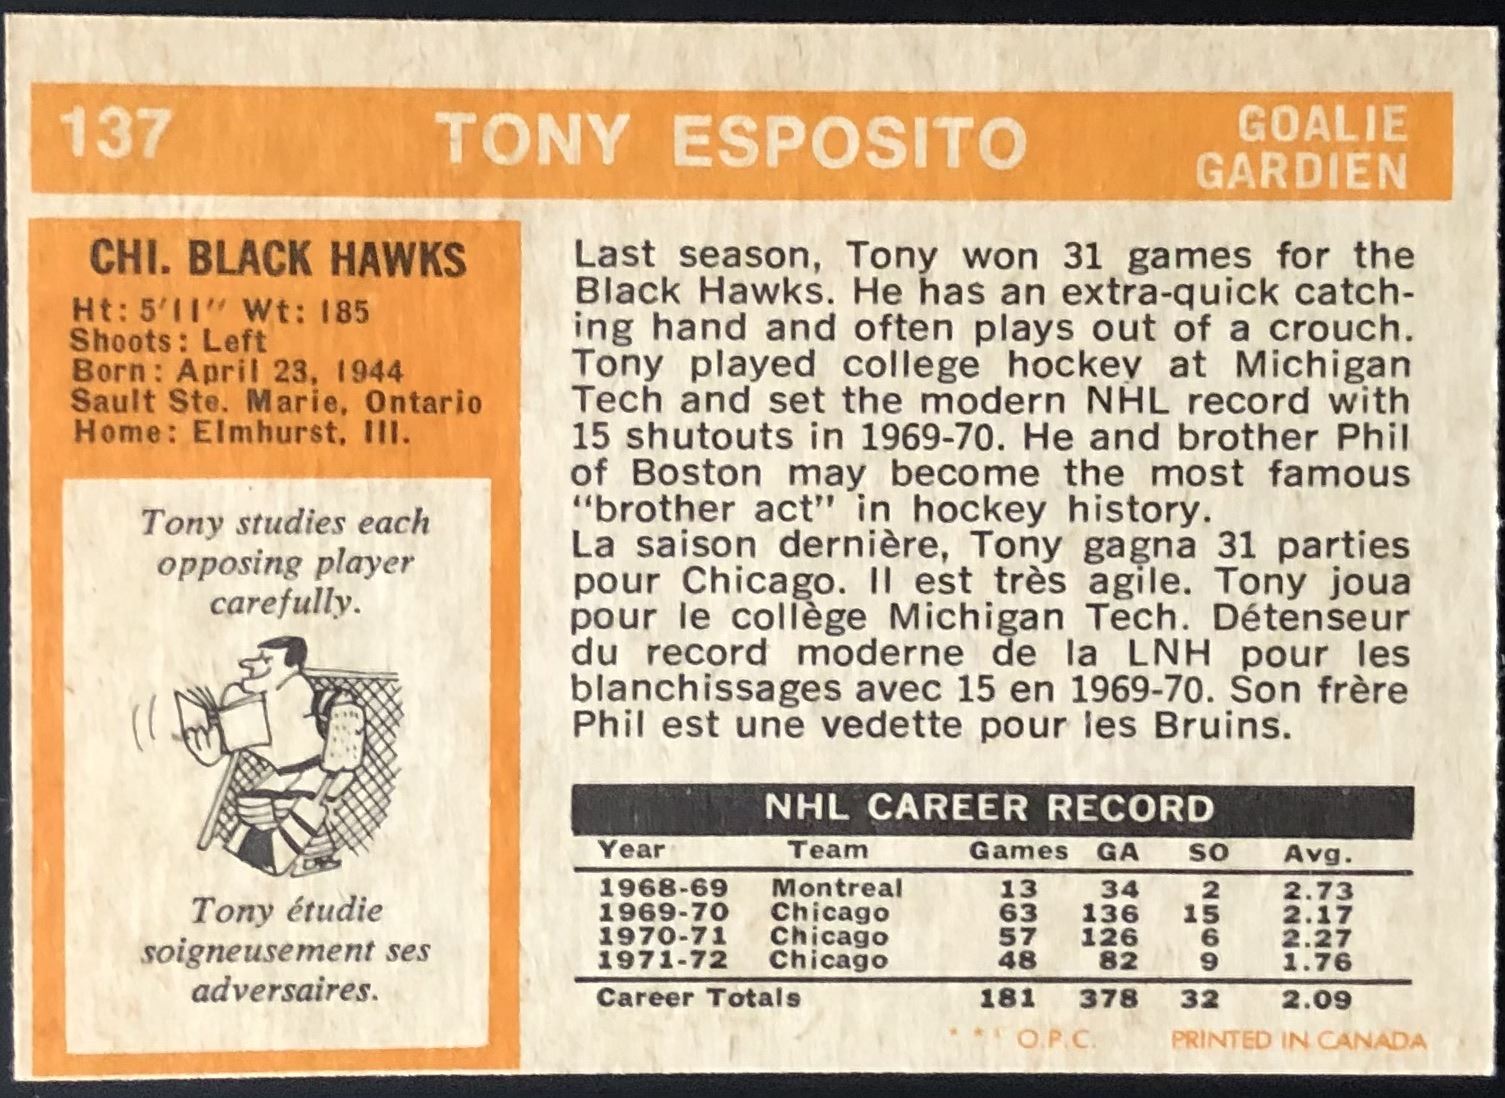 137
TONY ESPOSITO
GOALIE
GARDIEN
CHI. BLACK HAWKS
Ht: 5'11" Wt: 185
Shoots: Left
Born: April 23, 1944
Sault Ste. Marie, Ontario
Home: Elmhurst, Ill.
Tony studies each
opposing player
carefully.
Tony étudie
soigneusement ses
adversaires.
Last season, Tony won 31 games for the
Black Hawks. He has an extra-quick catch-
ing hand and often plays out of a crouch.
Tony played college hockey at Michigan
Tech and set the modern NHL record with
15 shutouts in 1969-70. He and brother Phil
of Boston may become the most famous
"brother act" in hockey history.
La saison dernière, Tony gagna 31 parties
pour Chicago. Il est très agile. Tony joua
pour le collège Michigan Tech. Détenseur
du record moderne de la LNH pour les
blanchissages avec 15 en 1969-70. Son frère
Phil est une vedette pour les Bruins.
NHL CAREER RECORD
Year Team Games GA SO Avg.
1968-69 Montreal 13 34 2 2.73
1969-70 Chicago 63 136 15 2.17
1970-71 Chicago 57 126 6 2.27
1971-72 Chicago 48 82 9 1.76
Career Totals 181 378 32 2.09
* * * O.P.C. PRINTED IN CANADA